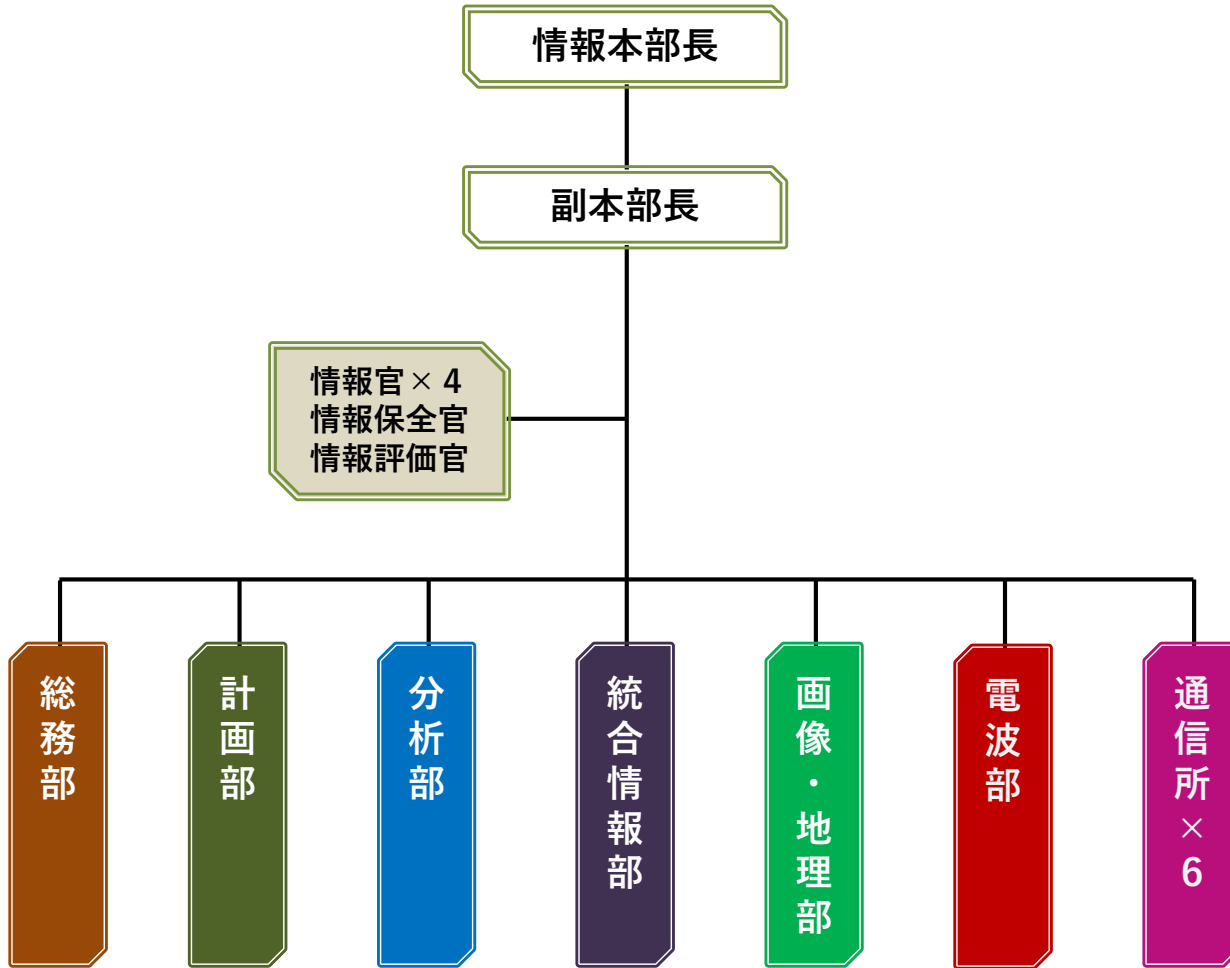 情報本部長
副本部長
情報官×4
情報保全官
情報評価官
総務部
計画部
分析部
統合情報部
画像・地理部
電波部
通信所×6